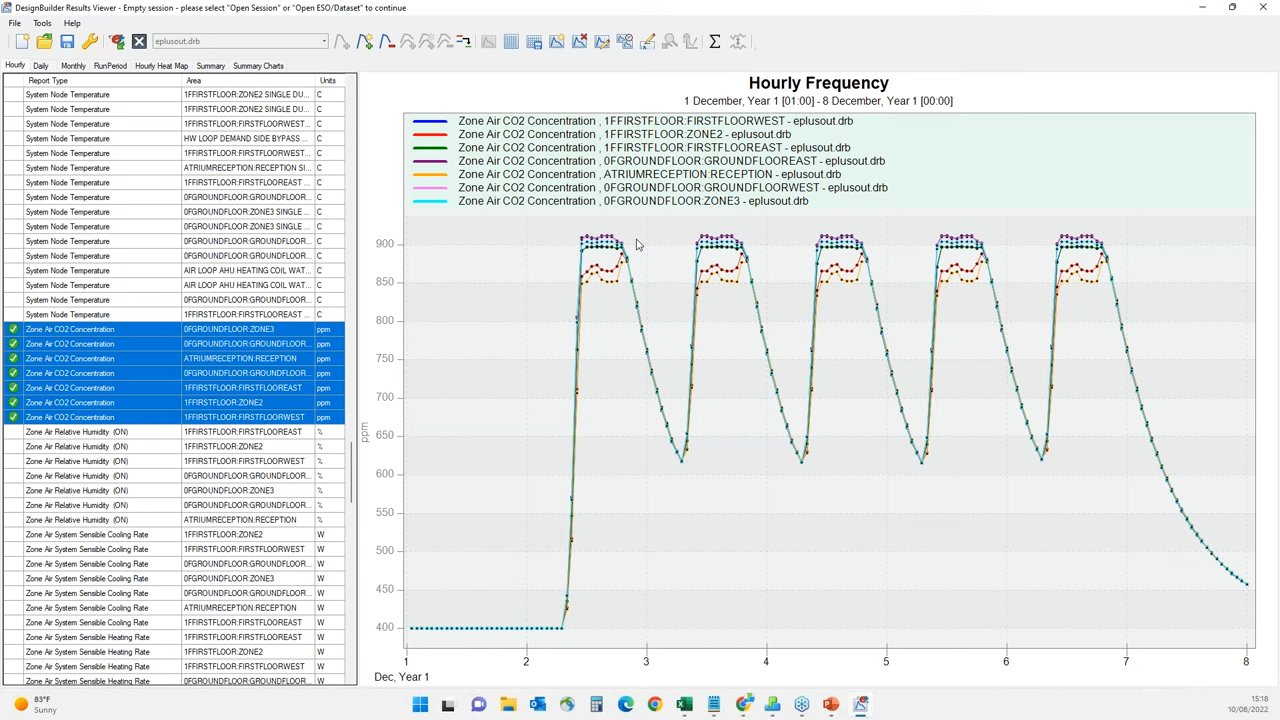 DesignBuilder Results Viewer - Empty session - please select "Open Session" or "Open ESO/Dataset" to continue
File Tools Help
eplusout.drb
Hourly Daily Monthly RunPeriod Hourly Heat Map Summary Summary Charts
Report Type Area Units
System Node Temperature 1FFIRSTFLOOR:ZONE2 SINGLE DU... C
System Node Temperature 1FFIRSTFLOOR:ZONE2 SINGLE DU... C
System Node Temperature 1FFIRSTFLOOR:FIRSTFLOORWEST... C
System Node Temperature HW LOOP DEMAND SIDE BYPASS ... C
System Node Temperature 1FFIRSTFLOOR:FIRSTFLOORWEST... C
System Node Temperature ATRIUMRECEPTION:RECEPTION SI... C
System Node Temperature 1FFIRSTFLOOR:FIRSTFLOOREAST ... C
System Node Temperature 0FGROUNDFLOOR:GROUNDFLOOR... C
System Node Temperature 0FGROUNDFLOOR:ZONE3 SINGLE ... C
System Node Temperature 0FGROUNDFLOOR:ZONE3 SINGLE ... C
System Node Temperature 0FGROUNDFLOOR:GROUNDFLOOR... C
System Node Temperature 0FGROUNDFLOOR:GROUNDFLOOR... C
System Node Temperature AIR LOOP AHU HEATING COIL WAT... C
System Node Temperature AIR LOOP AHU HEATING COIL WAT... C
System Node Temperature 0FGROUNDFLOOR:GROUNDFLOOR... C
System Node Temperature 1FFIRSTFLOOR:FIRSTFLOOREAST ... C
Zone Air CO2 Concentration 0FGROUNDFLOOR:ZONE3 ppm
Zone Air CO2 Concentration 0FGROUNDFLOOR:GROUNDFLOOR... ppm
Zone Air CO2 Concentration ATRIUMRECEPTION:RECEPTION ppm
Zone Air CO2 Concentration 0FGROUNDFLOOR:GROUNDFLOOR... ppm
Zone Air CO2 Concentration 1FFIRSTFLOOR:FIRSTFLOOREAST ppm
Zone Air CO2 Concentration 1FFIRSTFLOOR:ZONE2 ppm
Zone Air CO2 Concentration 1FFIRSTFLOOR:FIRSTFLOORWEST ppm
Zone Air Relative Humidity (ON) 1FFIRSTFLOOR:FIRSTFLOOREAST %
Zone Air Relative Humidity (ON) 1FFIRSTFLOOR:ZONE2 %
Zone Air Relative Humidity (ON) 1FFIRSTFLOOR:FIRSTFLOORWEST %
Zone Air Relative Humidity (ON) 0FGROUNDFLOOR:GROUNDFLOOR... %
Zone Air Relative Humidity (ON) 0FGROUNDFLOOR:ZONE3 %
Zone Air Relative Humidity (ON) 0FGROUNDFLOOR:GROUNDFLOOR... %
Zone Air Relative Humidity (ON) ATRIUMRECEPTION:RECEPTION %
Zone Air System Sensible Cooling Rate 1FFIRSTFLOOR:ZONE2 W
Zone Air System Sensible Cooling Rate 1FFIRSTFLOOR:FIRSTFLOORWEST W
Zone Air System Sensible Cooling Rate 0FGROUNDFLOOR:GROUNDFLOOR... W
Zone Air System Sensible Cooling Rate 0FGROUNDFLOOR:ZONE3 W
Zone Air System Sensible Cooling Rate 0FGROUNDFLOOR:GROUNDFLOOR... W
Zone Air System Sensible Cooling Rate ATRIUMRECEPTION:RECEPTION W
Zone Air System Sensible Cooling Rate 1FFIRSTFLOOR:FIRSTFLOOREAST W
Zone Air System Sensible Heating Rate 1FFIRSTFLOOR:FIRSTFLOOREAST W
Zone Air System Sensible Heating Rate 1FFIRSTFLOOR:ZONE2 W
Zone Air System Sensible Heating Rate 1FFIRSTFLOOR:FIRSTFLOORWEST W
Zone Air System Sensible Heating Rate 0FGROUNDFLOOR:GROUNDFLOOR... W
Hourly Frequency
1 December, Year 1 [01:00] - 8 December, Year 1 [00:00]
Zone Air CO2 Concentration , 1FFIRSTFLOOR:FIRSTFLOORWEST - eplusout.drb
Zone Air CO2 Concentration , 1FFIRSTFLOOR:ZONE2 - eplusout.drb
Zone Air CO2 Concentration , 1FFIRSTFLOOR:FIRSTFLOOREAST - eplusout.drb
Zone Air CO2 Concentration , 0FGROUNDFLOOR:GROUNDFLOOREAST - eplusout.drb
Zone Air CO2 Concentration , ATRIUMRECEPTION:RECEPTION - eplusout.drb
Zone Air CO2 Concentration , 0FGROUNDFLOOR:GROUNDFLOORWEST - eplusout.drb
Zone Air CO2 Concentration , 0FGROUNDFLOOR:ZONE3 - eplusout.drb
900
850
800
750
700
650
600
550
500
450
400
ppm
1 2 3 4 5 6 7 8
Dec, Year 1
83°F
Sunny
15:18
10/08/2022